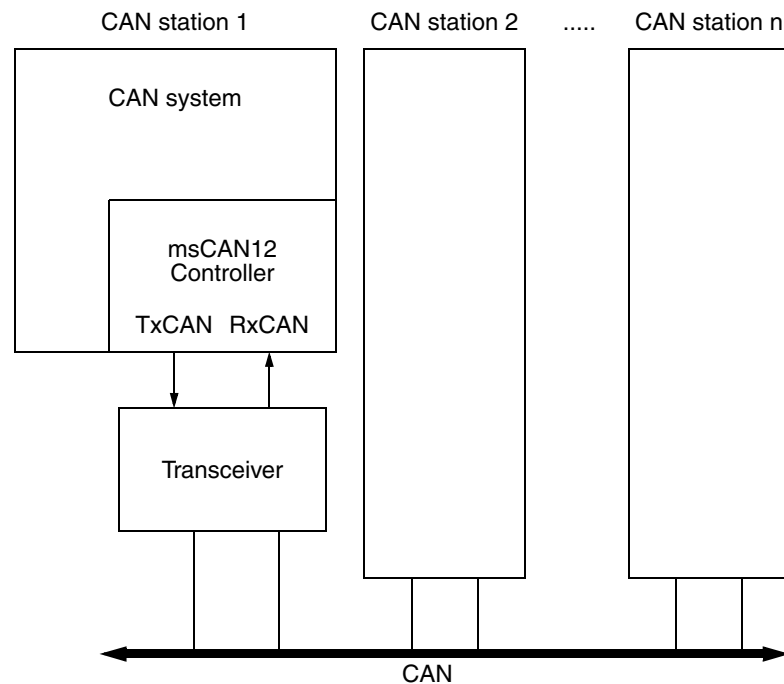 CAN station 1 CAN station 2 ..... CAN station n
CAN system
msCAN12
Controller
TxCAN RxCAN
Transceiver
CAN